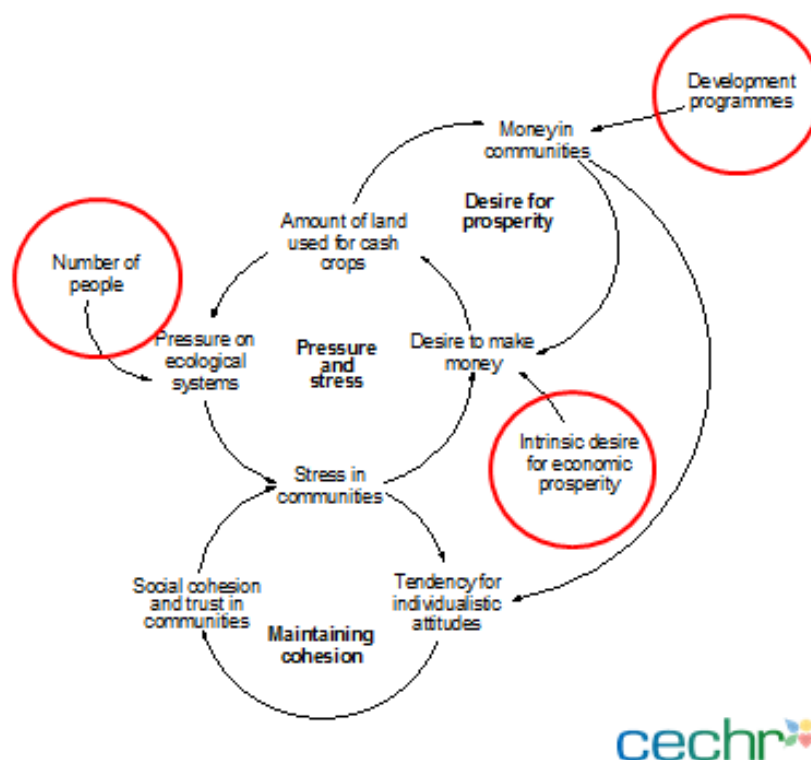 Development
programmes
Money in
communities
Desire for
prosperity
Amount of land
used for cash
crops
Number of
people
Pressure on
ecological
systems
Pressure
and
stress
Desire to make
money
Intrinsic desire
for economic
prosperity
Stress in
communities
Social cohesion
and trust in
communities
Tendency for
individualistic
attitudes
Maintaining
cohesion
cechr